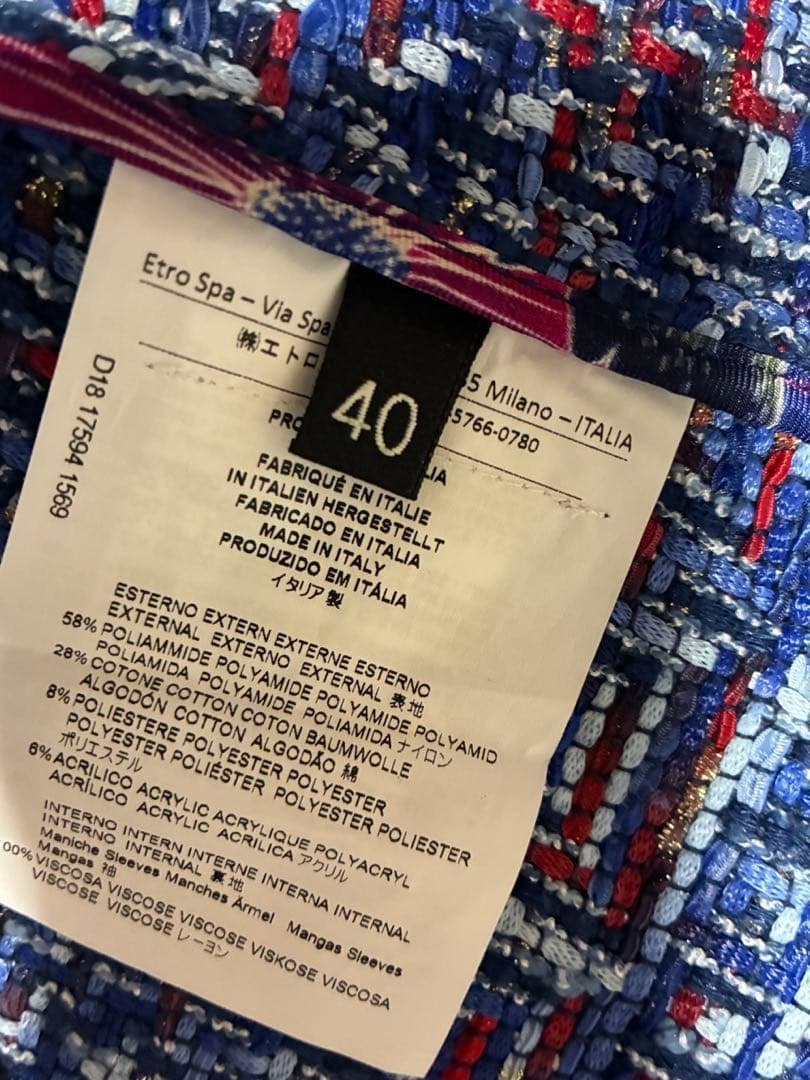 Etro Spa – Via Spa
5 Milano – ITALIA
㈱エトロ
-5766-0780
40
PRO
LIA
FABRIQUÉ EN ITALIE
IN ITALIEN HERGESTELLT
FABRICADO EN ITALIA
MADE IN ITALY
PRODUZIDO EM ITÁLIA
イタリア製
D18 17594 1569
ESTERNO EXTERN EXTERNE ESTERNO
EXTERNAL EXTERNO EXTERNAL 表地
58% POLIAMMIDE POLYAMIDE POLYAMIDE POLYAMID
POLIAMIDA POLYAMIDE POLIAMIDA ナイロン
28% COTONE COTTON COTON BAUMWOLLE
ALGODÓN COTTON ALGODÃO 綿
8% POLIESTERE POLYESTER POLYESTER
POLYESTER POLIÉSTER POLYESTER POLIESTER
ポリエステル
6% ACRILICO ACRYLIC ACRYLIQUE POLYACRYL
ACRÍLICO ACRYLIC ACRILICA アクリル
INTERNO INTERN INTERNE INTERNA INTERNAL
INTERNO INTERNAL 裏地
Maniche Sleeves Manches Ärmel Mangas Sleeves
Mangas 袖
100% VISCOSA VISCOSE VISCOSE VISKOSE VISCOSA
VISCOSE VISCOSE レーヨン